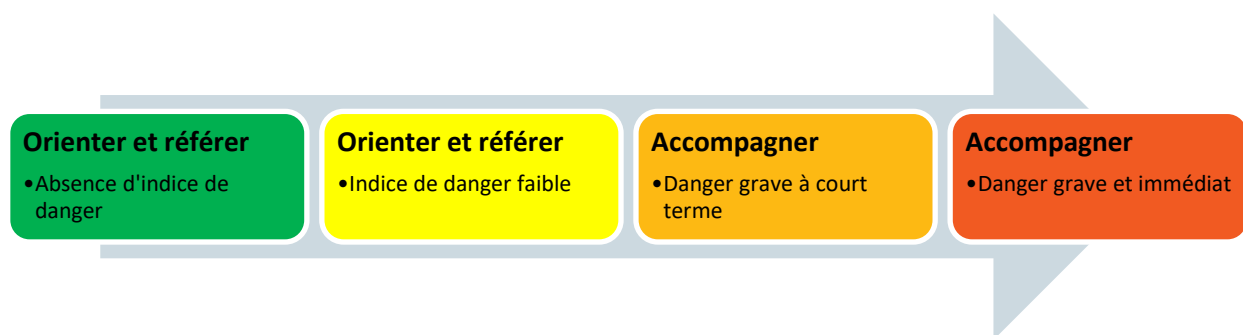 Orienter et référer
•Absence d'indice de
danger
Orienter et référer
•Indice de danger faible
Accompagner
•Danger grave à court
terme
Accompagner
•Danger grave et immédiat